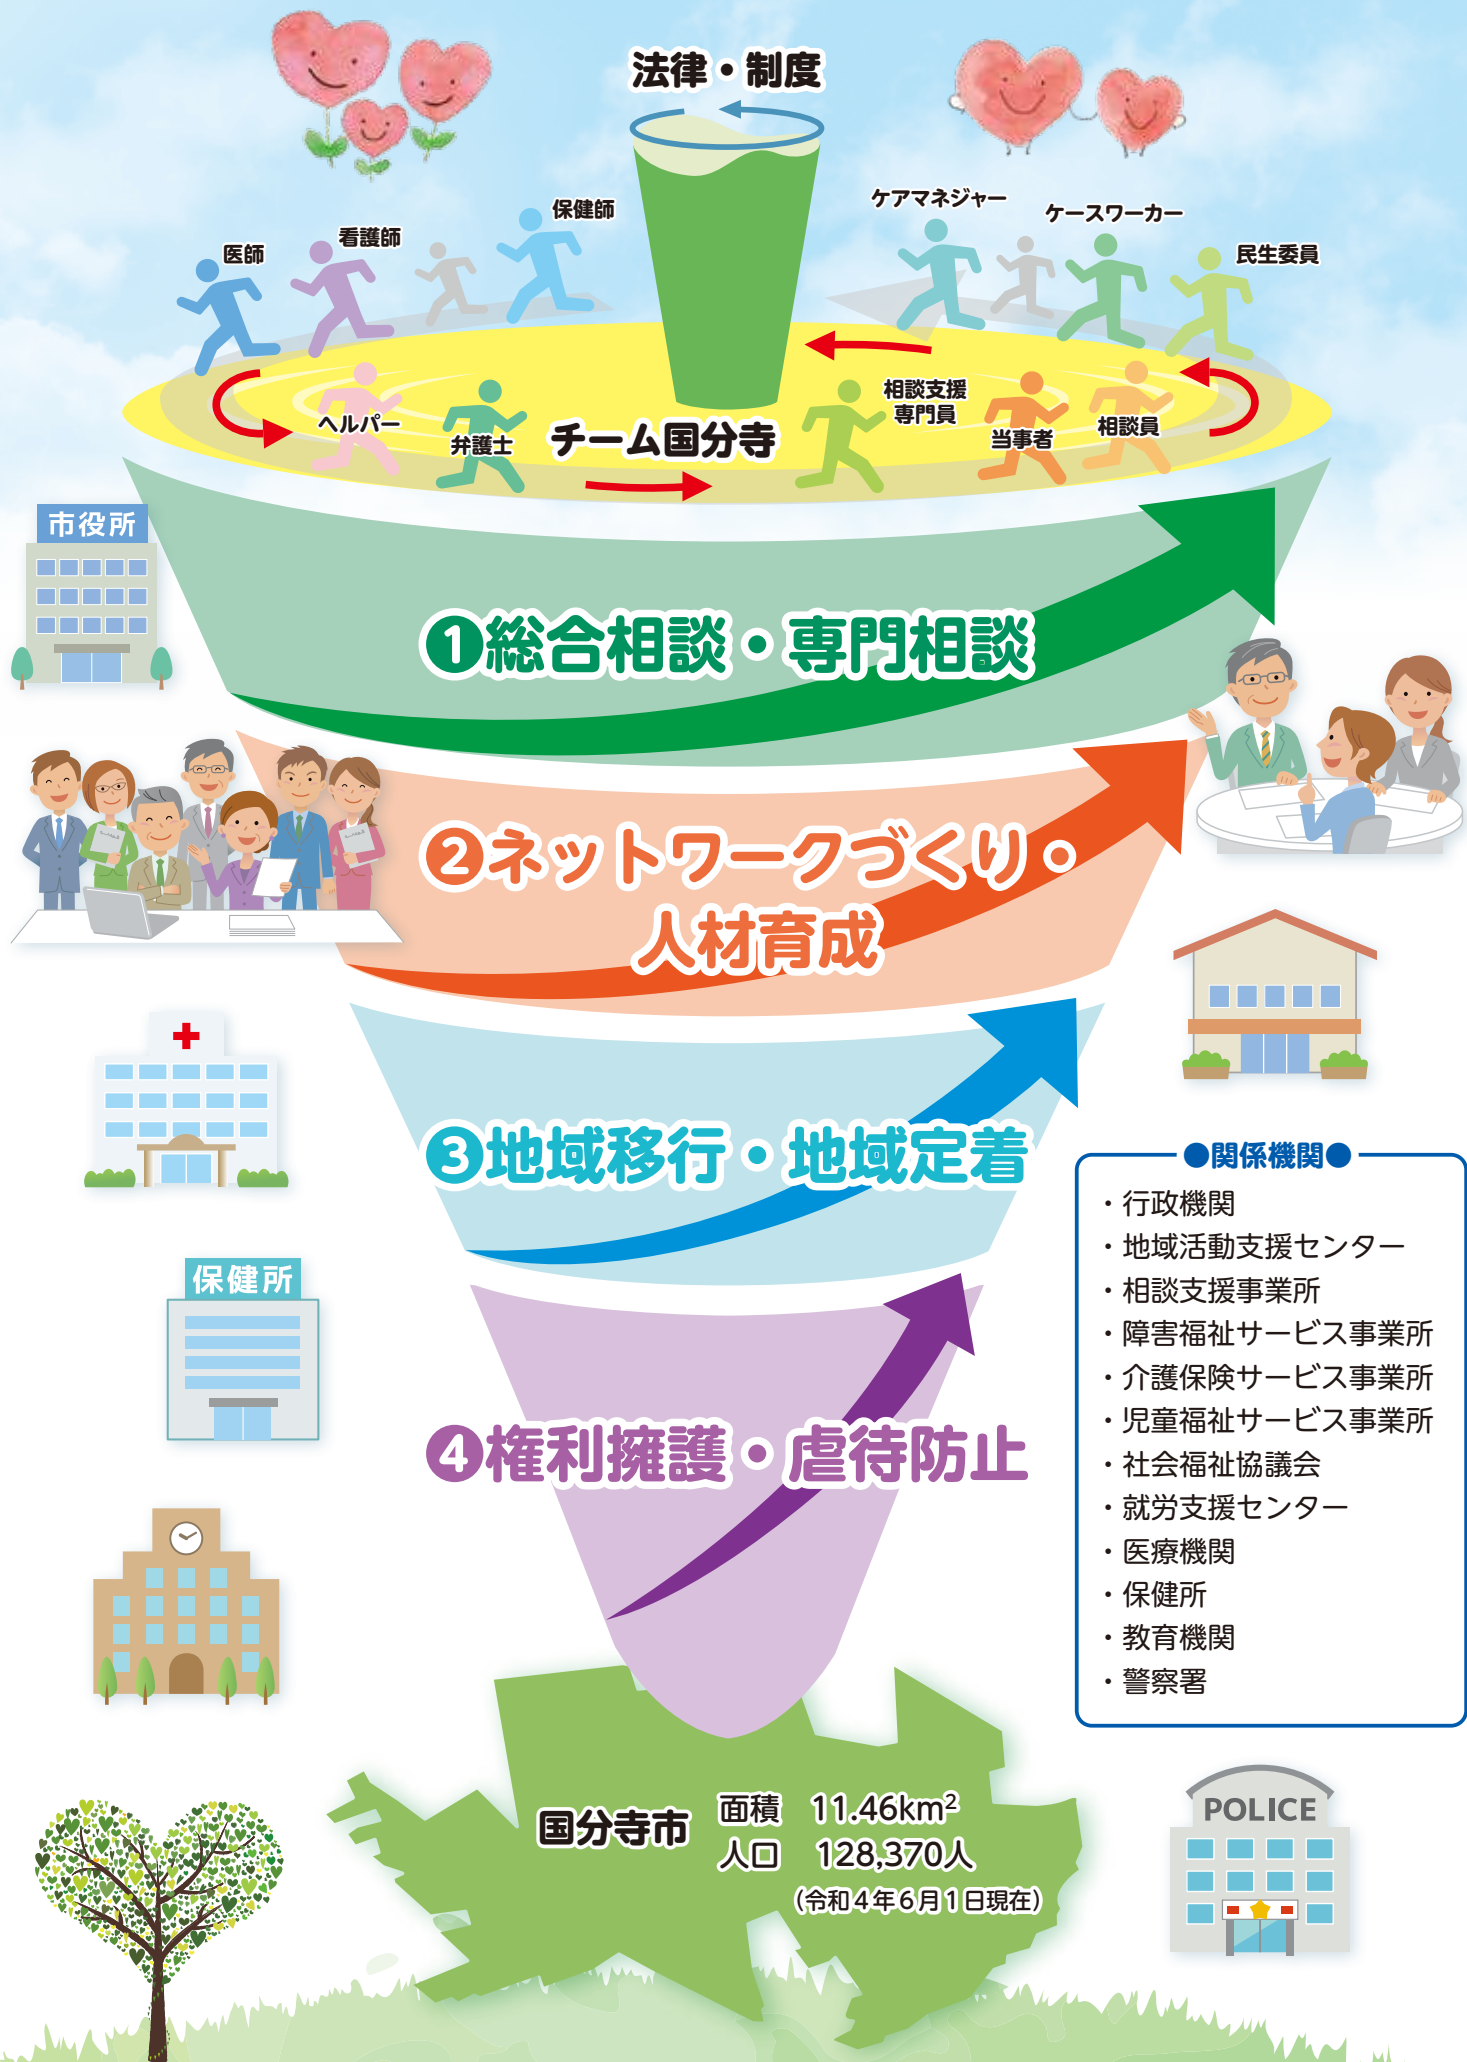 法律・制度
医師
看護師
保健師
ケアマネジャー
ケースワーカー
民生委員
ヘルパー
弁護士
チーム国分寺
相談支援
専門員
当事者
相談員
市役所
❶総合相談・専門相談
❷ネットワークづくり・
人材育成
❸地域移行・地域定着
保健所
❹権利擁護・虐待防止
●関係機関●
・行政機関
・地域活動支援センター
・相談支援事業所
・障害福祉サービス事業所
・介護保険サービス事業所
・児童福祉サービス事業所
・社会福祉協議会
・就労支援センター
・医療機関
・保健所
・教育機関
・警察署
国分寺市
面積 11.46km²
人口 128,370人
（令和4年6月1日現在）
POLICE